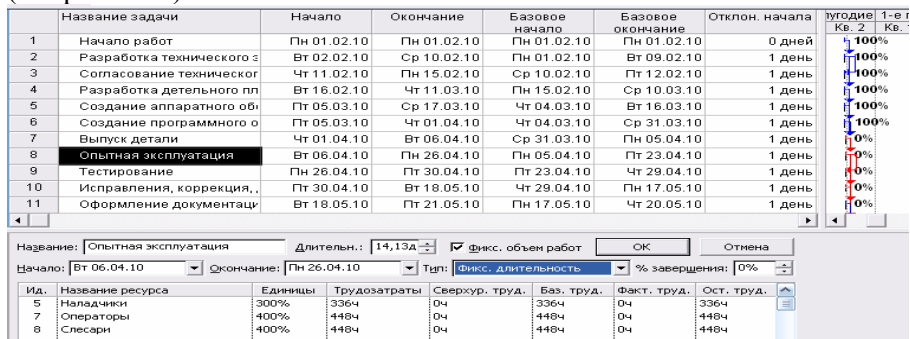 Название задачи Начало Окончание Базовое начало Базовое окончание Отклон. начала угодие 1-е г
Кв. 2 Кв.
1 Начало работ Пн 01.02.10 Пн 01.02.10 Пн 01.02.10 Пн 01.02.10 0 дней 100%
2 Разработка технического з Вт 02.02.10 Ср 10.02.10 Пн 01.02.10 Вт 09.02.10 1 день 100%
3 Согласование техническог Чт 11.02.10 Пн 15.02.10 Ср 10.02.10 Пт 12.02.10 1 день 100%
4 Разработка детельного пл Вт 16.02.10 Чт 11.03.10 Пн 15.02.10 Ср 10.03.10 1 день 100%
5 Создание аппаратного об Пт 05.03.10 Ср 17.03.10 Чт 04.03.10 Вт 16.03.10 1 день 100%
6 Создание программного о Пт 05.03.10 Чт 01.04.10 Чт 04.03.10 Ср 31.03.10 1 день 100%
7 Выпуск детали Чт 01.04.10 Вт 06.04.10 Ср 31.03.10 Пн 05.04.10 1 день 0%
8 Опытная эксплуатация Вт 06.04.10 Пн 26.04.10 Пн 05.04.10 Пт 23.04.10 1 день 0%
9 Тестирование Пн 26.04.10 Пт 30.04.10 Пт 23.04.10 Чт 29.04.10 1 день 0%
10 Исправления, коррекция, Пт 30.04.10 Вт 18.05.10 Чт 29.04.10 Пн 17.05.10 1 день 0%
11 Оформление документаци Вт 18.05.10 Пт 21.05.10 Пн 17.05.10 Чт 20.05.10 1 день 0%
Название: Опытная эксплуатация Длительн.: 14,13д Фикс. объем работ ОК Отмена
Начало: Вт 06.04.10 Окончание: Пн 26.04.10 Тип: Фикс. длительность % завершения: 0%
Ид. Название ресурса Единицы Трудозатраты Сверхур. труд. Баз. труд. Факт. труд. Ост. труд.
5 Наладчики 300% 336ч 0ч 336ч 0ч 336ч
7 Операторы 400% 448ч 0ч 448ч 0ч 448ч
8 Слесари 400% 448ч 0ч 448ч 0ч 448ч